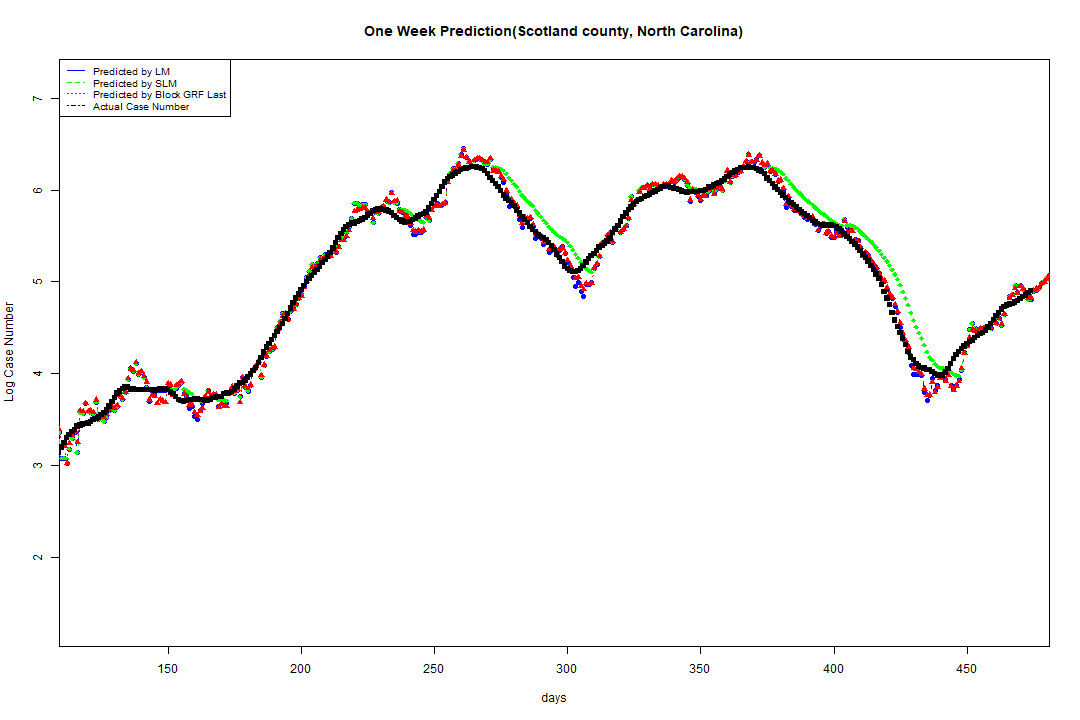 One Week Prediction(Scotland county, North Carolina)
Predicted by LM
Predicted by SLM
Predicted by Block GRF Last
Actual Case Number
7
6
5
4
3
2
Log Case Number
150 200 250 300 350 400 450
days